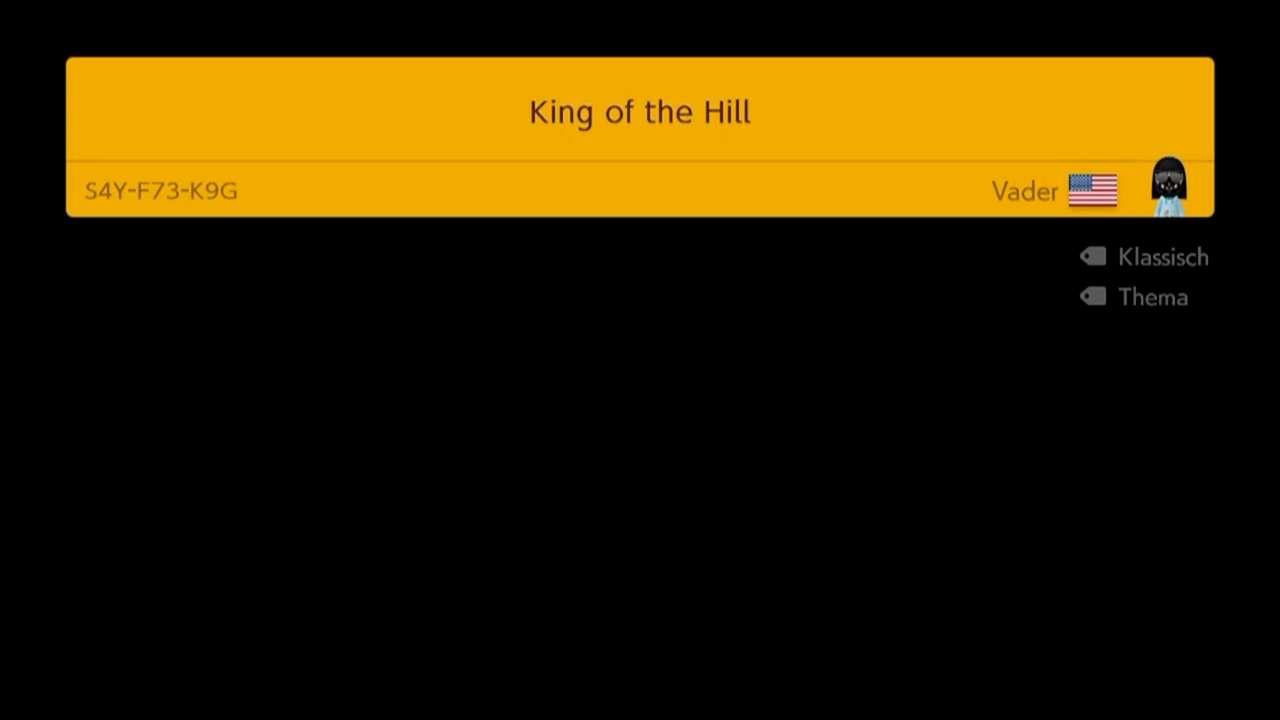 King of the Hill
S4Y-F73-K9G
Vader
Klassisch
Thema